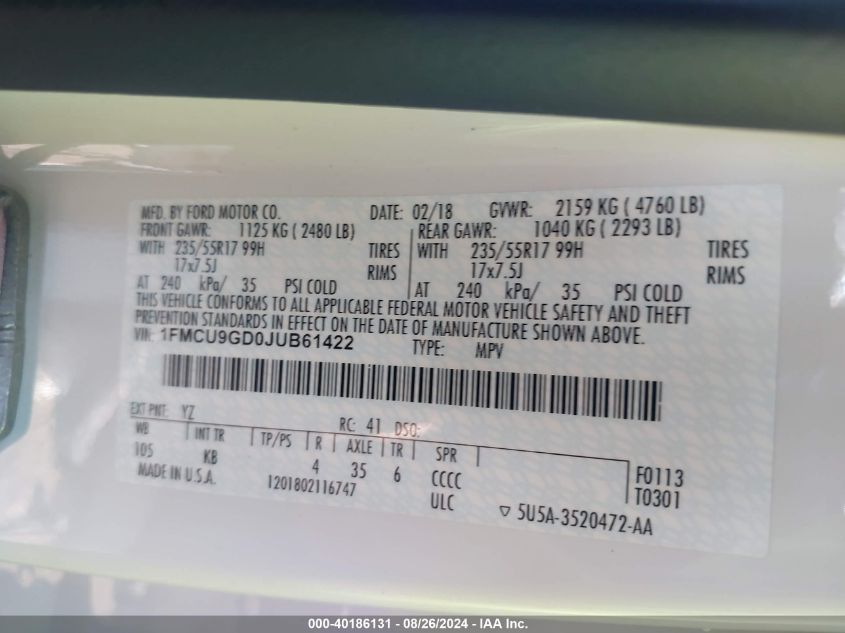 MFD. BY FORD MOTOR CO. DATE: 02/18 GVWR: 2159 KG ( 4760 LB)
FRONT GAWR: 1125 KG ( 2480 LB) REAR GAWR: 1040 KG ( 2293 LB)
WITH 235/55R17 99H TIRES WITH 235/55R17 99H TIRES
17x7.5J RIMS 17x7.5J RIMS
AT 240 kPa/ 35 PSI COLD AT 240 kPa/ 35 PSI COLD
THIS VEHICLE CONFORMS TO ALL APPLICABLE FEDERAL MOTOR VEHICLE SAFETY AND THEFT
PREVENTION STANDARDS IN EFFECT ON THE DATE OF MANUFACTURE SHOWN ABOVE.
VIN: 1FMCU9GD0JUB61422 TYPE: MPV
EXT PNT: YZ RC: 41 DSO:
WB INT TR TP/PS R AXLE TR SPR
105 KB 4 35 6 CCCC F0113
MADE IN U.S.A. 1201802116747 ULC T0301
▽ 5U5A-3520472-AA
000-40186131 - 08/26/2024 - IAA Inc.